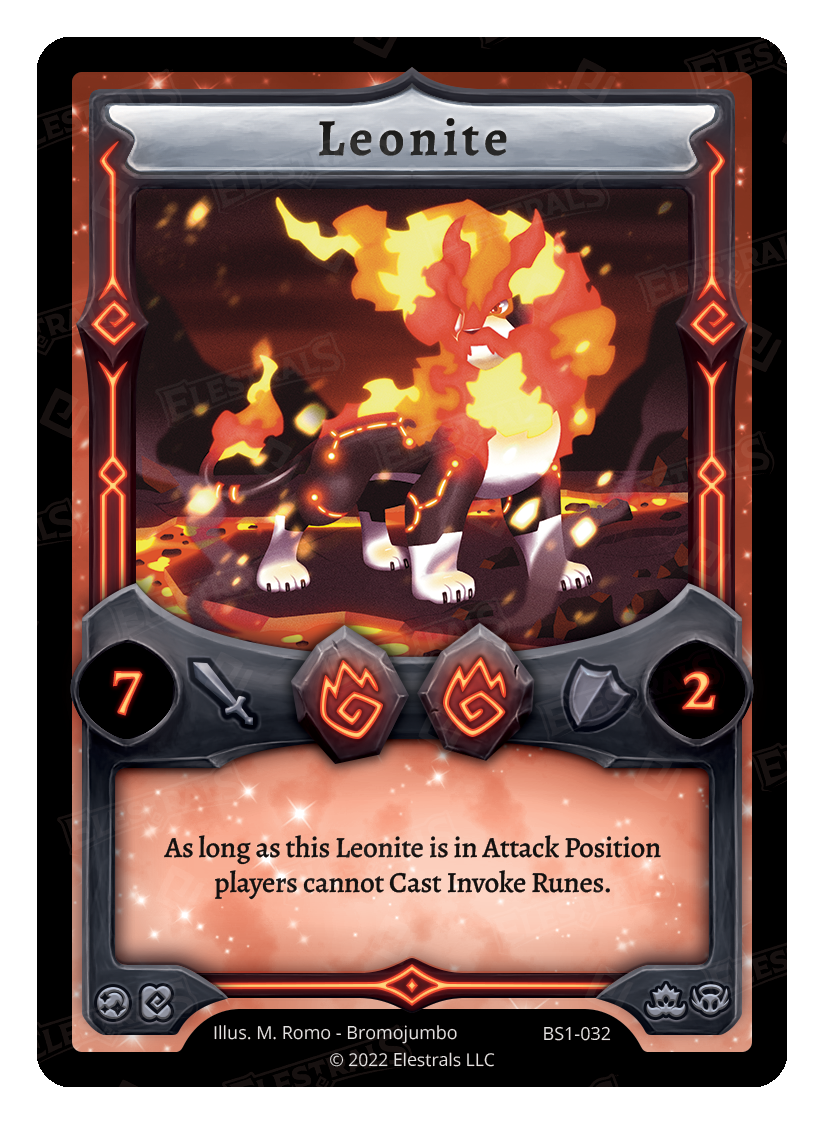 Leonite
ELESTRALS
7
2
As long as this Leonite is in Attack Position
players cannot Cast Invoke Runes.
Illus. M. Romo - Bromojumbo
BS1-032
© 2022 Elestrals LLC